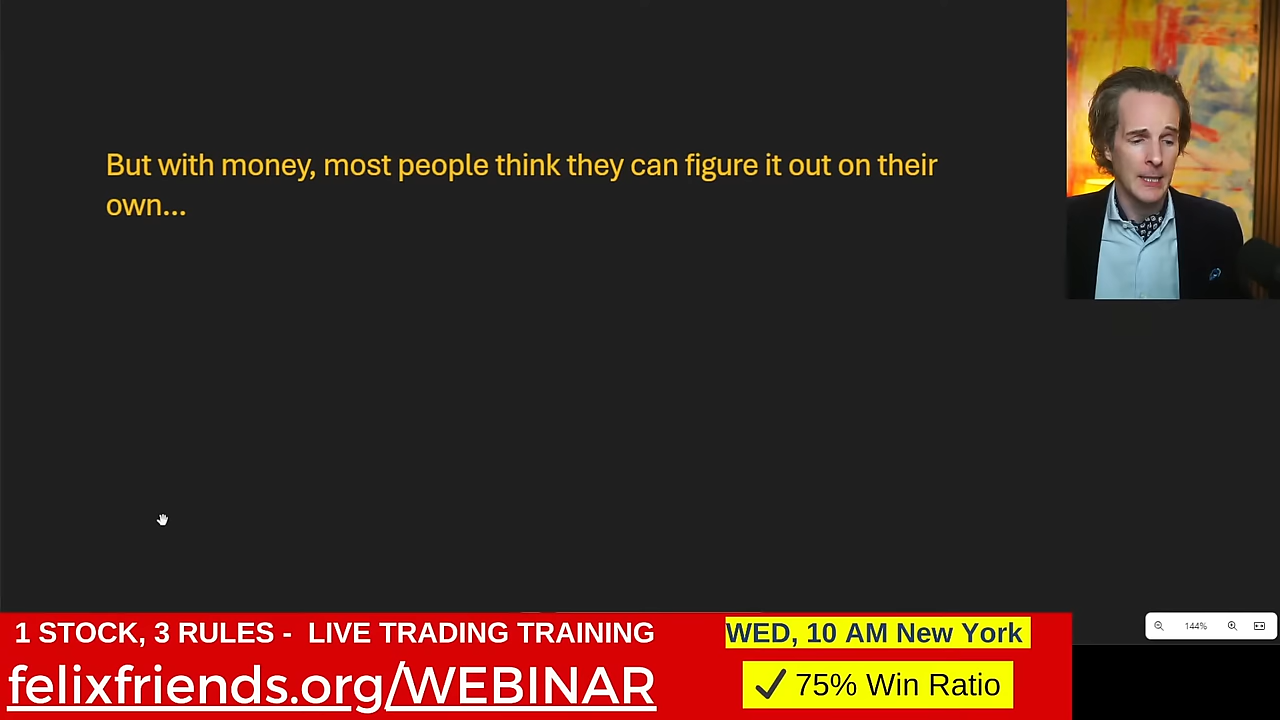 But with money, most people think they can figure it out on their
own...
144%
1 STOCK, 3 RULES - LIVE TRADING TRAINING
WED, 10 AM New York
felixfriends.org/WEBINAR
75% Win Ratio